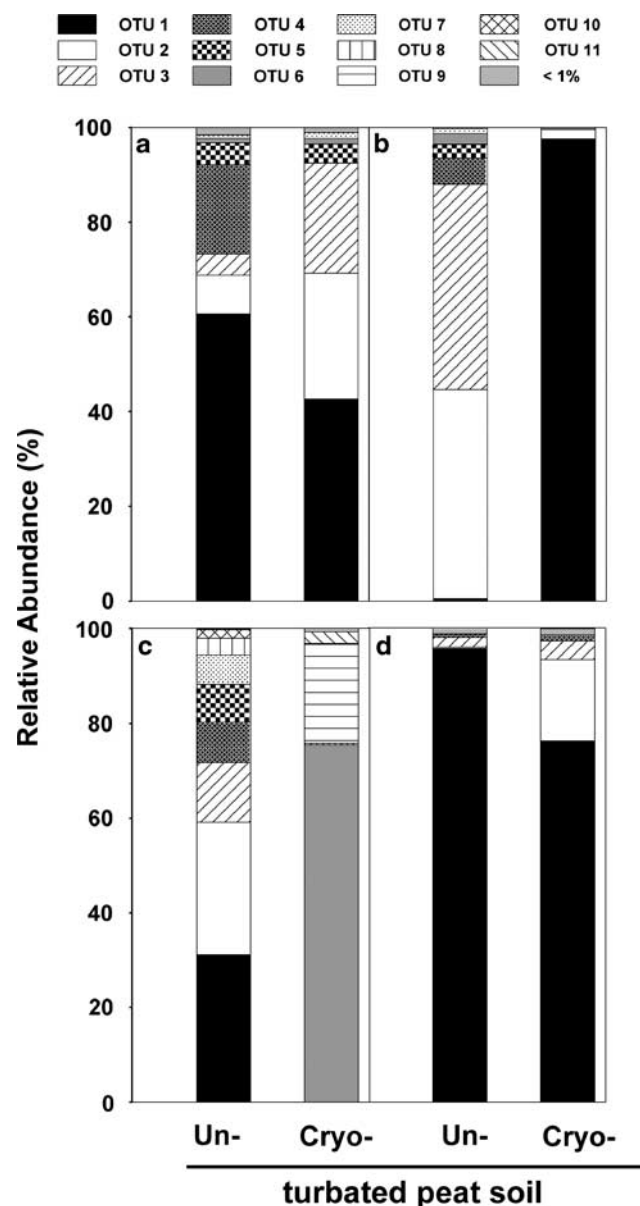 OTU 1 OTU 4 OTU 7 OTU 10
OTU 2 OTU 5 OTU 8 OTU 11
OTU 3 OTU 6 OTU 9 < 1%
Relative Abundance (%)
100 a b
80
60
40
20
0
100 c d
80
60
40
20
0
Un- Cryo- Un- Cryo-
turbated peat soil